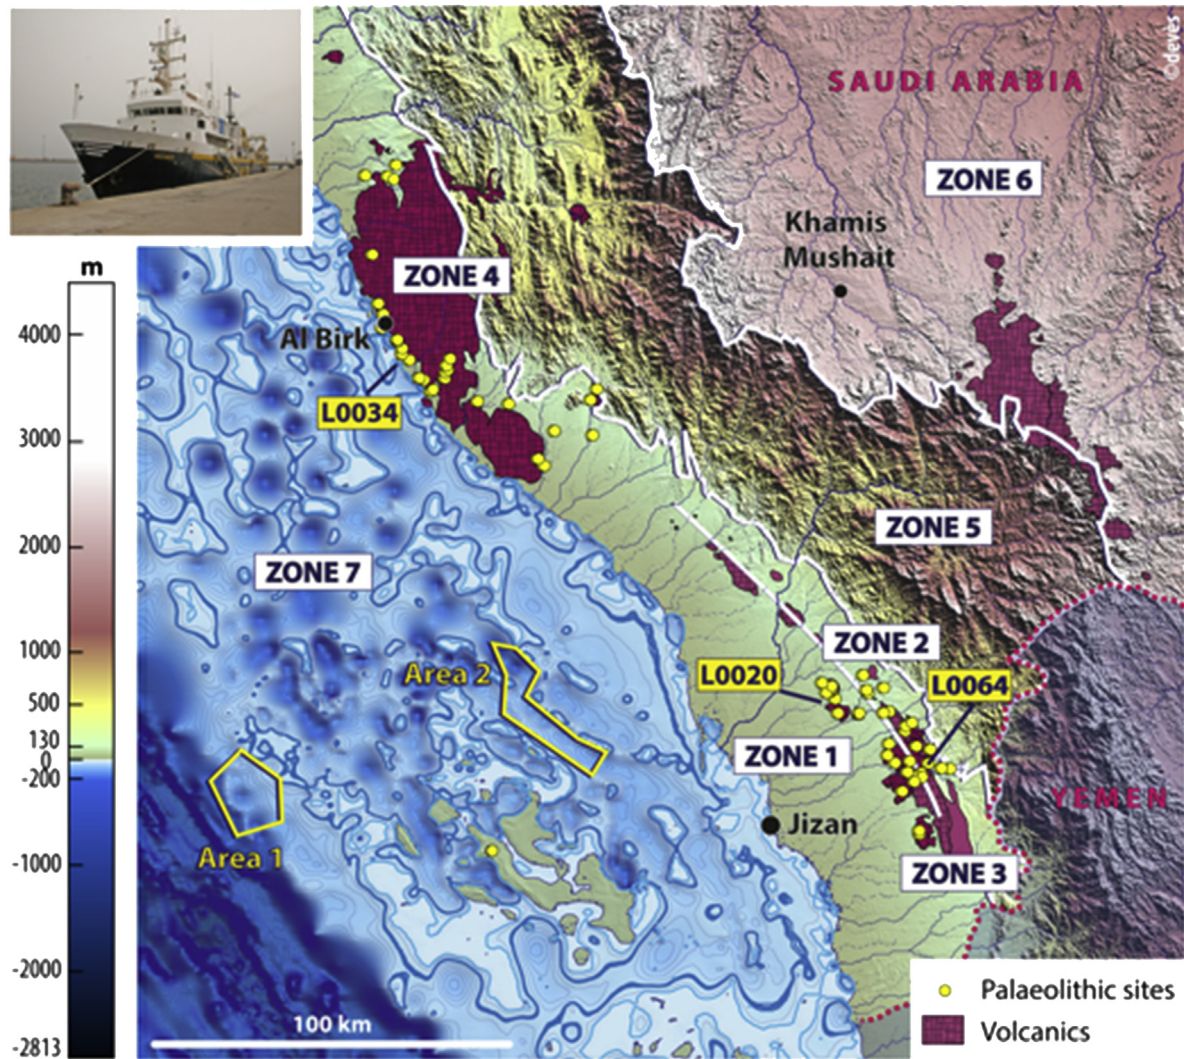 ©devès
SAUDI ARABIA
ZONE 6
Khamis
Mushait
m
ZONE 4
4000
Al Birk
L0034
3000
ZONE 5
2000
ZONE 7
1000
ZONE 2
Area 2
L0020
L0064
500
130
0
-200
ZONE 1
YEMEN
Jizan
Area 1
-1000
ZONE 3
-2000
Palaeolithic sites
100 km
Volcanics
-2813